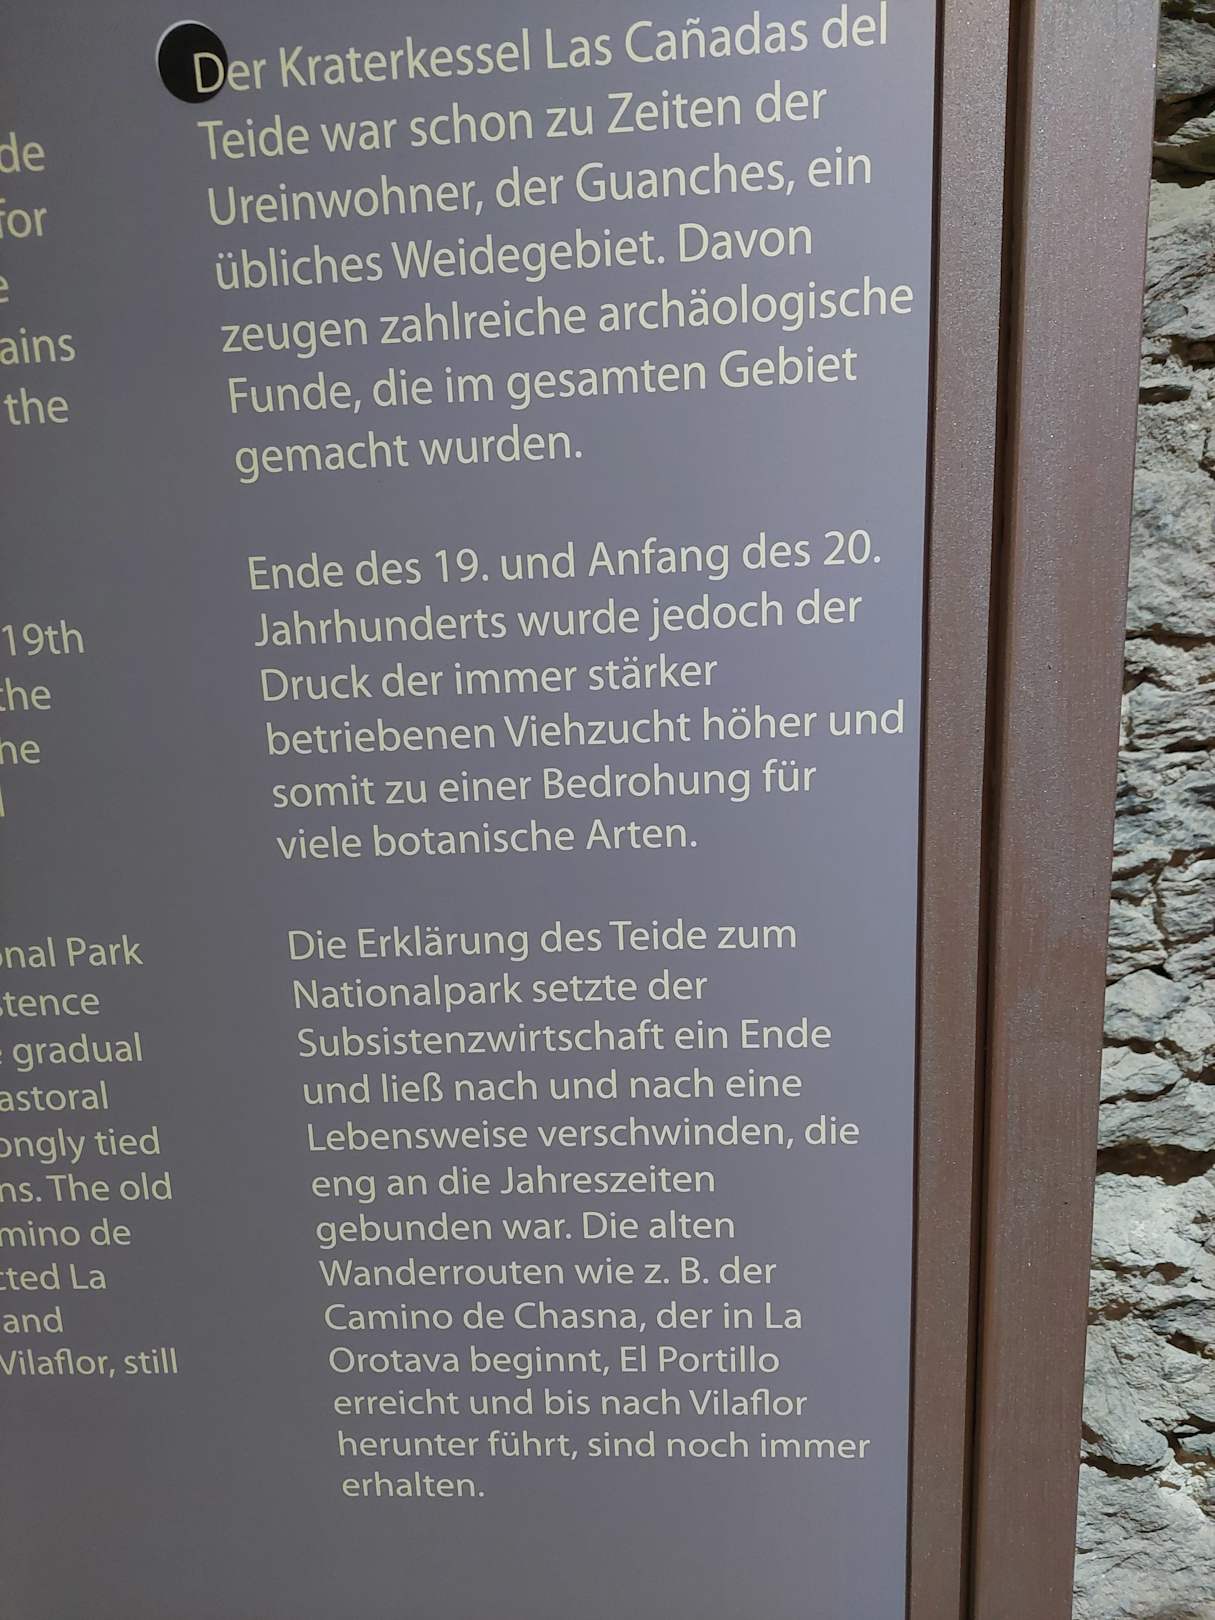 de
for
ains
the
19th
the
he
Park
gradual
tied
The old
mino de
La
and
Vilaflor, still
Der Kraterkessel Las Cañadas del
Teide war schon zu Zeiten der
Ureinwohner, der Guanches, ein
übliches Weidegebiet. Davon
zeugen zahlreiche archäologische
Funde, die im gesamten Gebiet
gemacht wurden.
Ende des 19. und Anfang des 20.
Jahrhunderts wurde jedoch der
Druck der immer stärker
betriebenen Viehzucht höher und
somit zu einer Bedrohung für
viele botanische Arten.
Die Erklärung des Teide zum
Nationalpark setzte der
Subsistenzwirtschaft ein Ende
und ließ nach und nach eine
Lebensweise verschwinden, die
eng an die Jahreszeiten
gebunden war. Die alten
Wanderrouten wie z. B. der
Camino de Chasna, der in La
Orotava beginnt, El Portillo
erreicht und bis nach Vilaflor
herunter führt, sind noch immer
erhalten.